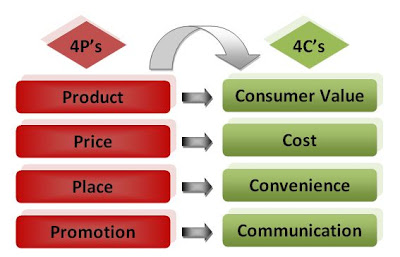 4P's
4C's
Product
Consumer Value
Price
Cost
Place
Convenience
Promotion
Communication